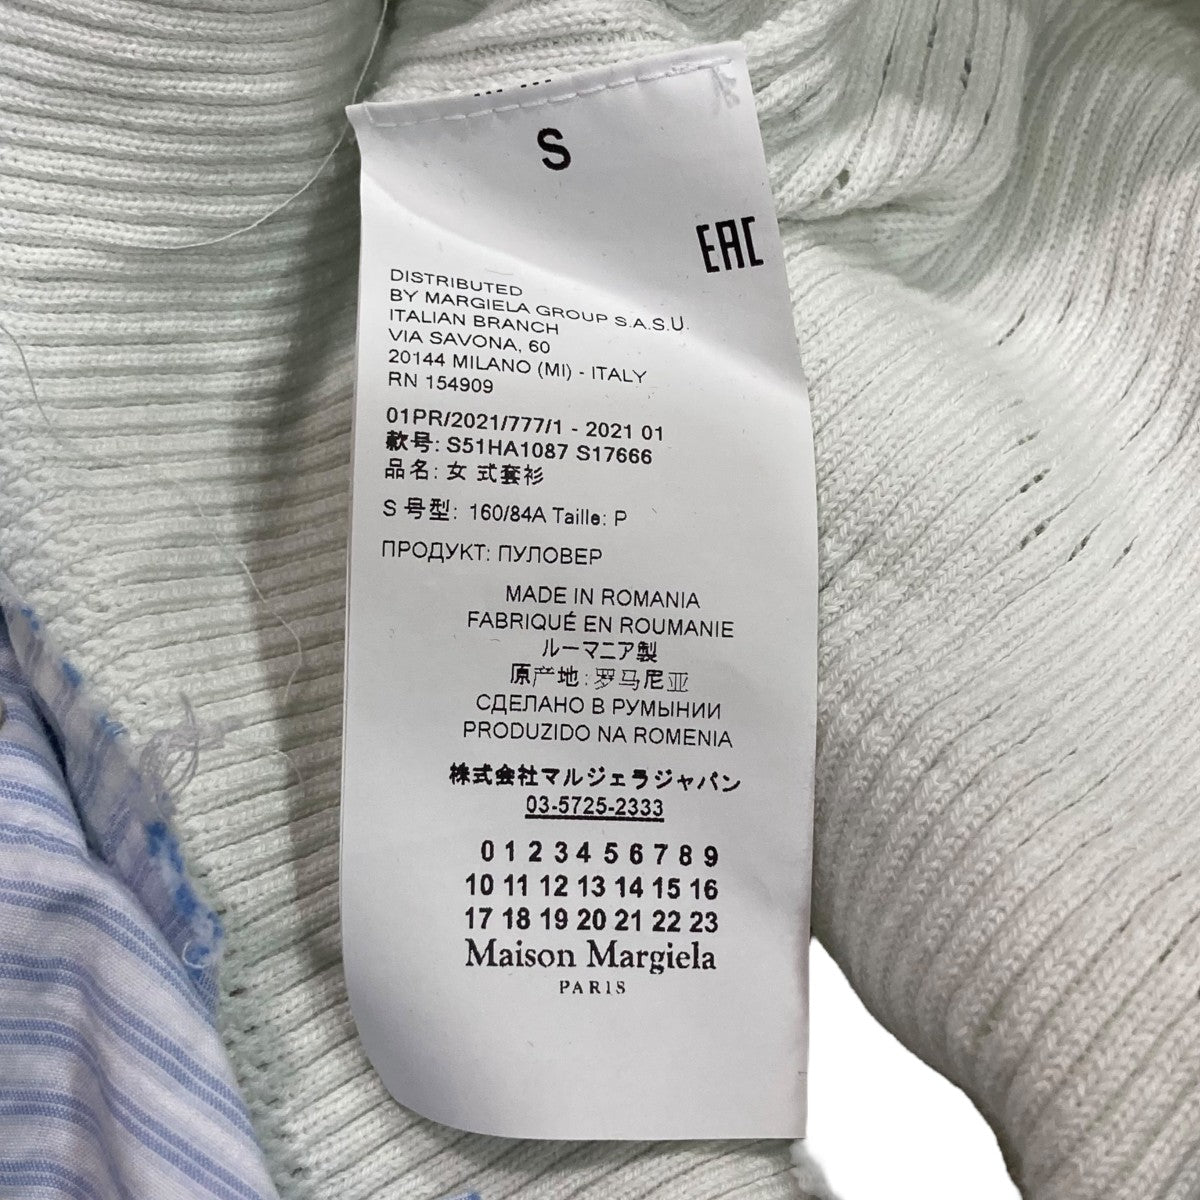 S
EAC
DISTRIBUTED
BY MARGIELA GROUP S.A.S.U.
ITALIAN BRANCH
VIA SAVONA, 60
20144 MILANO (MI) - ITALY
RN 154909
01PR/2021/777/1 - 2021 01
款号: S51HA1087 S17666
品名: 女 式套衫
S 号型: 160/84A Taille: P
ПРОДУКТ: ПУЛОВЕР
MADE IN ROMANIA
FABRIQUÉ EN ROUMANIE
ルーマニア製
原产地: 罗马尼亚
СДЕЛАНО В РУМЫНИИ
PRODUZIDO NA ROMENIA
株式会社マルジェラジャパン
03-5725-2333
0 1 2 3 4 5 6 7 8 9
10 11 12 13 14 15 16
17 18 19 20 21 22 23
Maison Margiela
PARIS